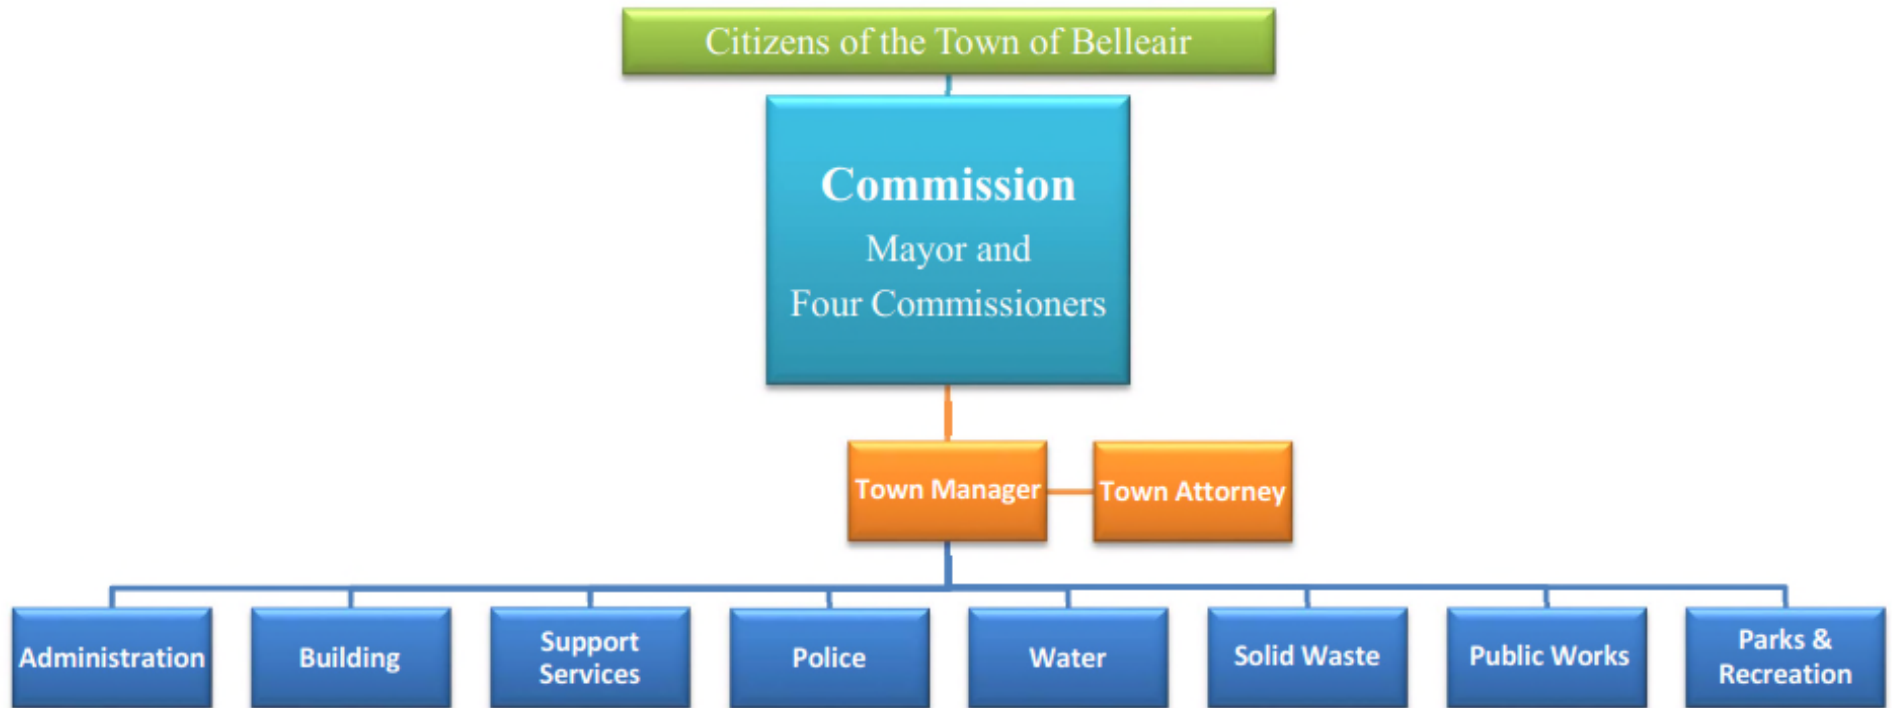 Citizens of the Town of Belleair
Commission
Mayor and
Four Commissioners
Town Manager
Town Attorney
Administration
Building
Support
Services
Police
Water
Solid Waste
Public Works
Parks &
Recreation